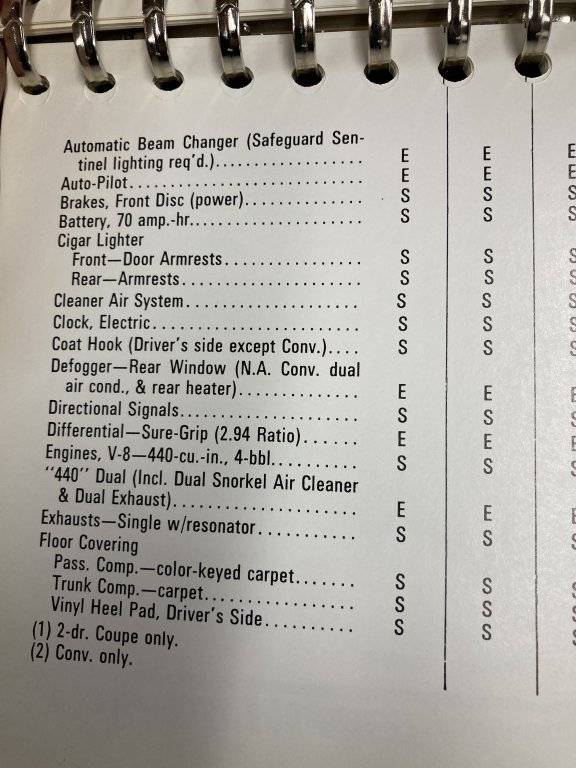 Automatic Beam Changer (Safeguard Sen-
tinel lighting req'd.).................. E E E
Auto-Pilot............................. E E E
Brakes, Front Disc (power).............. S S S
Battery, 70 amp.-hr..................... S S S
Cigar Lighter
Front—Door Armrests................. S S S
Rear—Armrests...................... S S S
Cleaner Air System...................... S S S
Clock, Electric.......................... S S S
Coat Hook (Driver's side except Conv.).... S S S
Defogger—Rear Window (N.A. Conv. dual
air cond., & rear heater).............. E E E
Directional Signals...................... S S S
Differential—Sure-Grip (2.94 Ratio)...... E E E
Engines, V-8—440-cu.-in., 4-bbl.......... S S S
"440" Dual (Incl. Dual Snorkel Air Cleaner
& Dual Exhaust)....................... E E E
Exhausts—Single w/resonator............ S S S
Floor Covering
Pass. Comp.—color-keyed carpet....... S S S
Trunk Comp.—carpet.................. S S S
Vinyl Heel Pad, Driver's Side.......... S S S
(1) 2-dr. Coupe only.
(2) Conv. only.